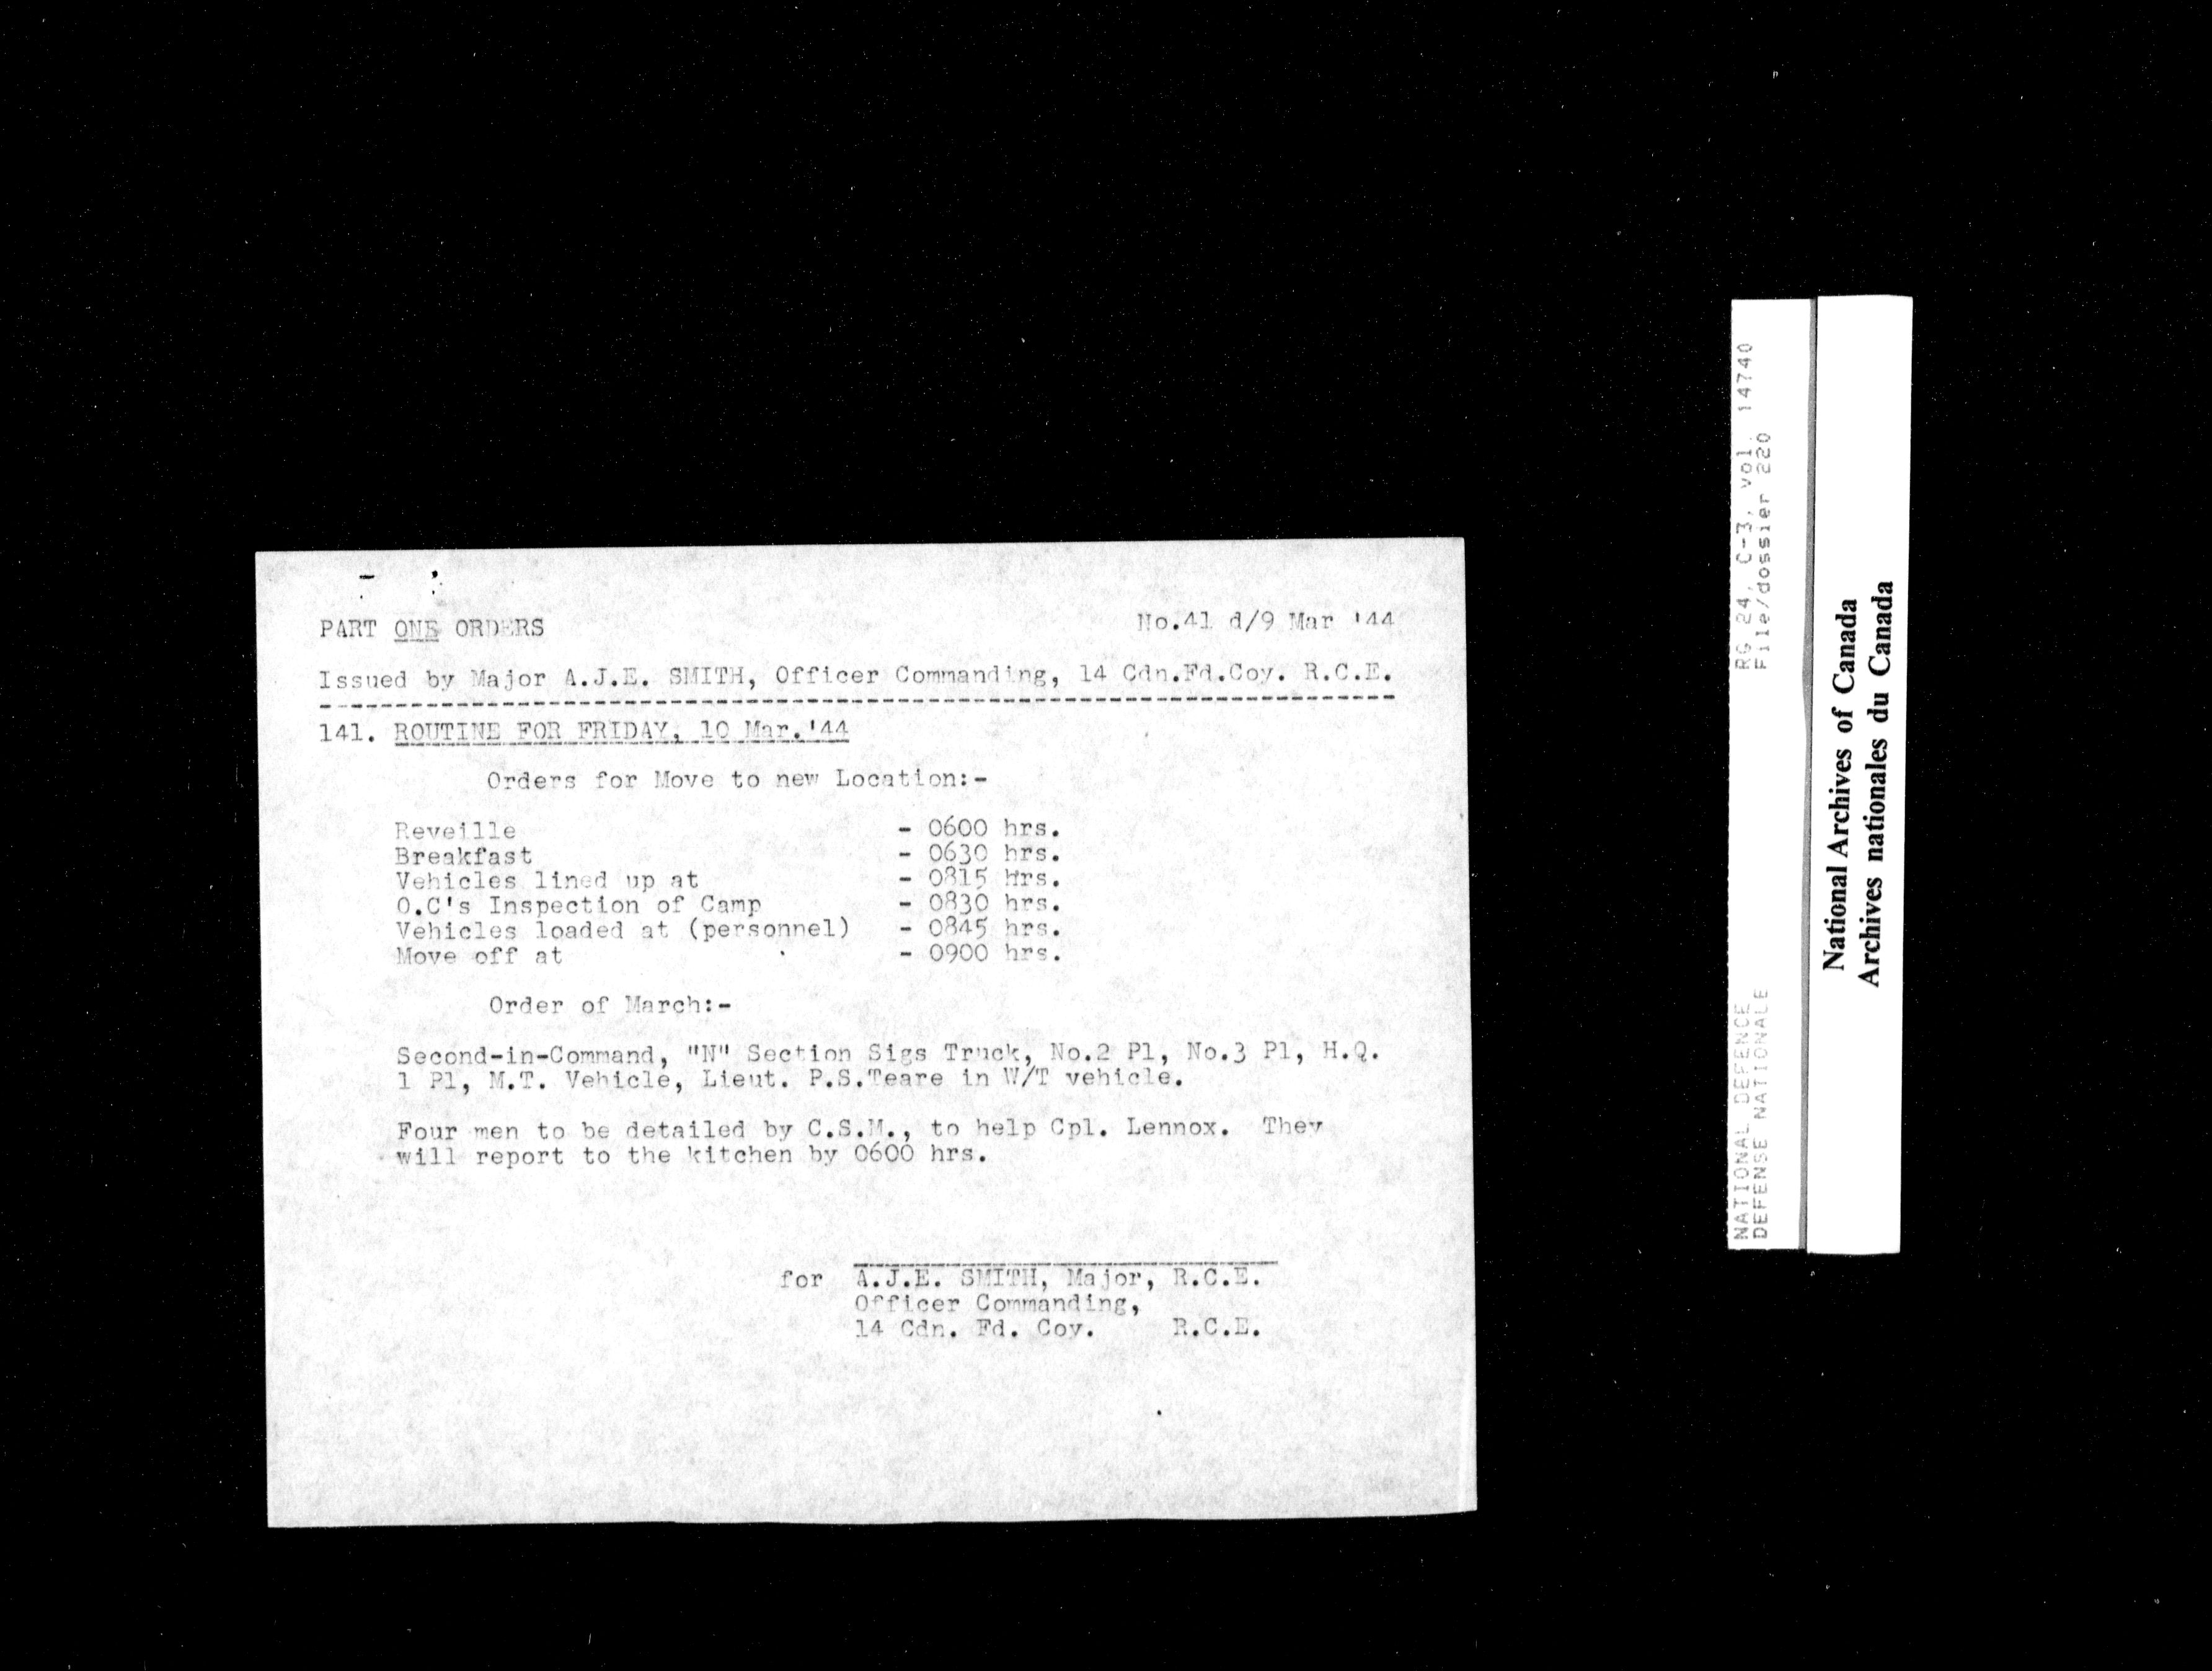 PART ONE ORDERS No.41 d/9 Mar '44
Issued by Major A.J.E. SMITH, Officer Commanding, 14 Cdn.Fd.Coy. R.C.E.
141. ROUTINE FOR FRIDAY, 10 Mar.'44
Orders for Move to new Location:-
Reveille - 0600 hrs.
Breakfast - 0630 hrs.
Vehicles lined up at - 0815 hrs.
O.C's Inspection of Camp - 0830 hrs.
Vehicles loaded at (personnel) - 0845 hrs.
Move off at - 0900 hrs.
Order of March:-
Second-in-Command, "N" Section Sigs Truck, No.2 Pl, No.3 Pl, H.Q.
1 Pl, M.T. Vehicle, Lieut. P.S.Teare in W/T vehicle.
Four men to be detailed by C.S.M., to help Cpl. Lennox. They
will report to the kitchen by 0600 hrs.
for A.J.E. SMITH, Major, R.C.E.
Officer Commanding,
14 Cdn. Fd. Coy. R.C.E.
NATIONAL DEFENCE RG 24, C-3, vol. 14740
DEFENSE NATIONALE File/dossier 220
National Archives of Canada
Archives nationales du Canada